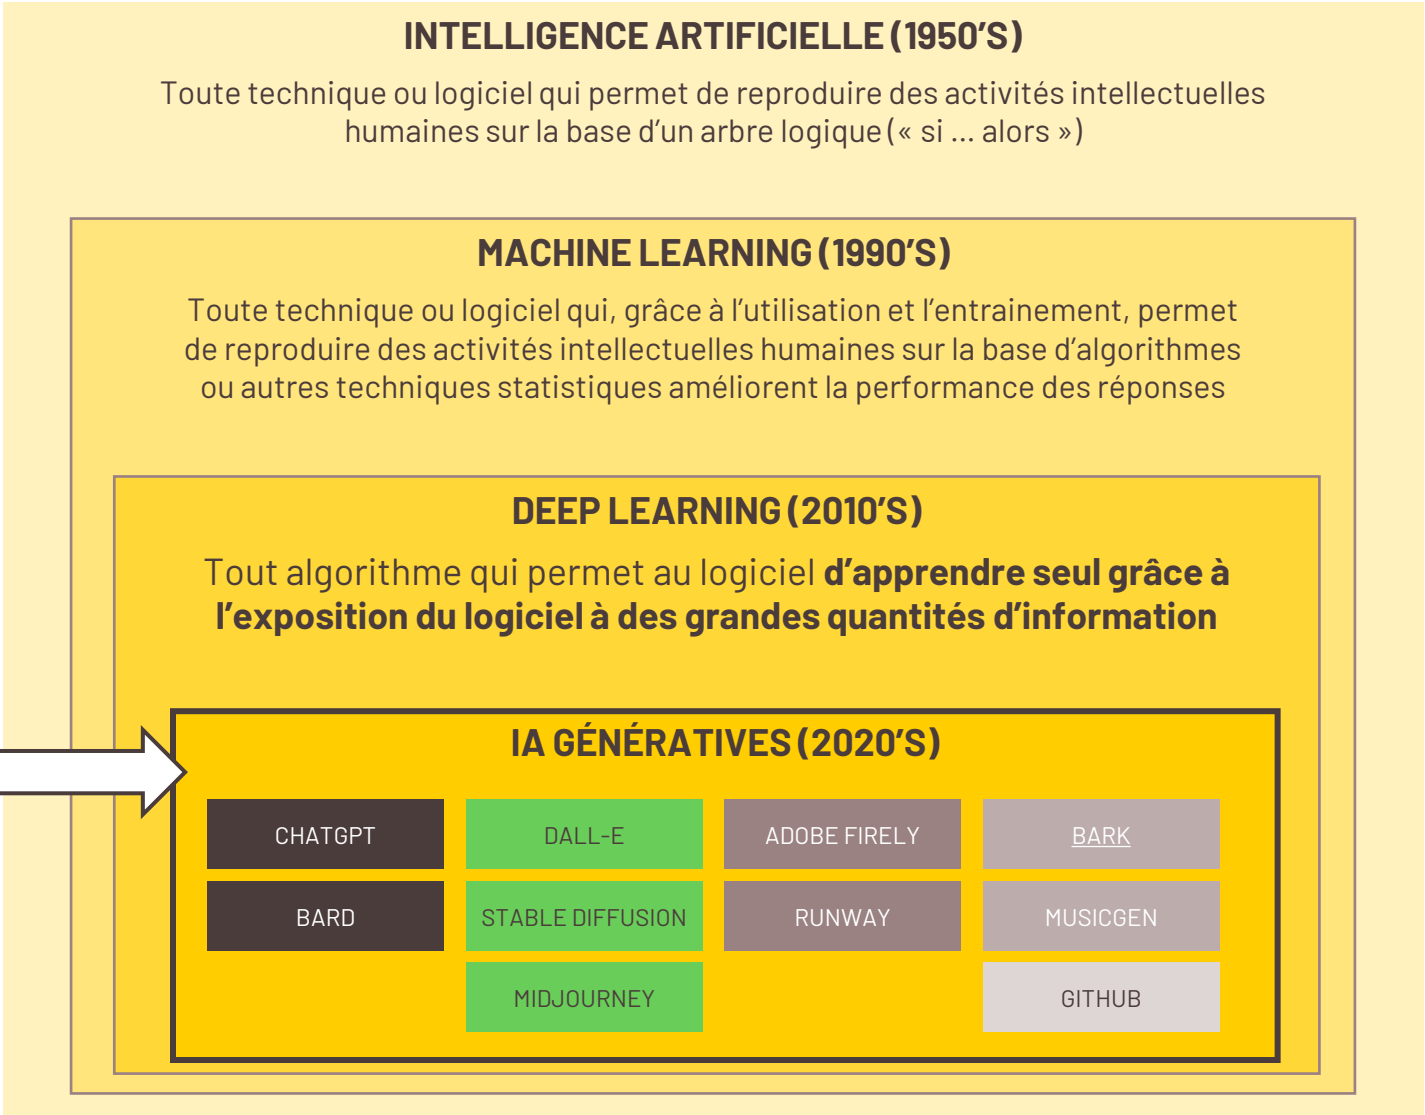 INTELLIGENCE ARTIFICIELLE (1950'S)
Toute technique ou logiciel qui permet de reproduire des activités intellectuelles
humaines sur la base d'un arbre logique (« si ... alors »)
MACHINE LEARNING (1990'S)
Toute technique ou logiciel qui, grâce à l'utilisation et l'entrainement, permet
de reproduire des activités intellectuelles humaines sur la base d'algorithmes
ou autres techniques statistiques améliorent la performance des réponses
DEEP LEARNING (2010'S)
Tout algorithme qui permet au logiciel d'apprendre seul grâce à
l'exposition du logiciel à des grandes quantités d'information
IA GÉNÉRATIVES (2020'S)
CHATGPT
DALL-E
ADOBE FIRELY
BARK
BARD
STABLE DIFFUSION
RUNWAY
MUSICGEN
MIDJOURNEY
GITHUB